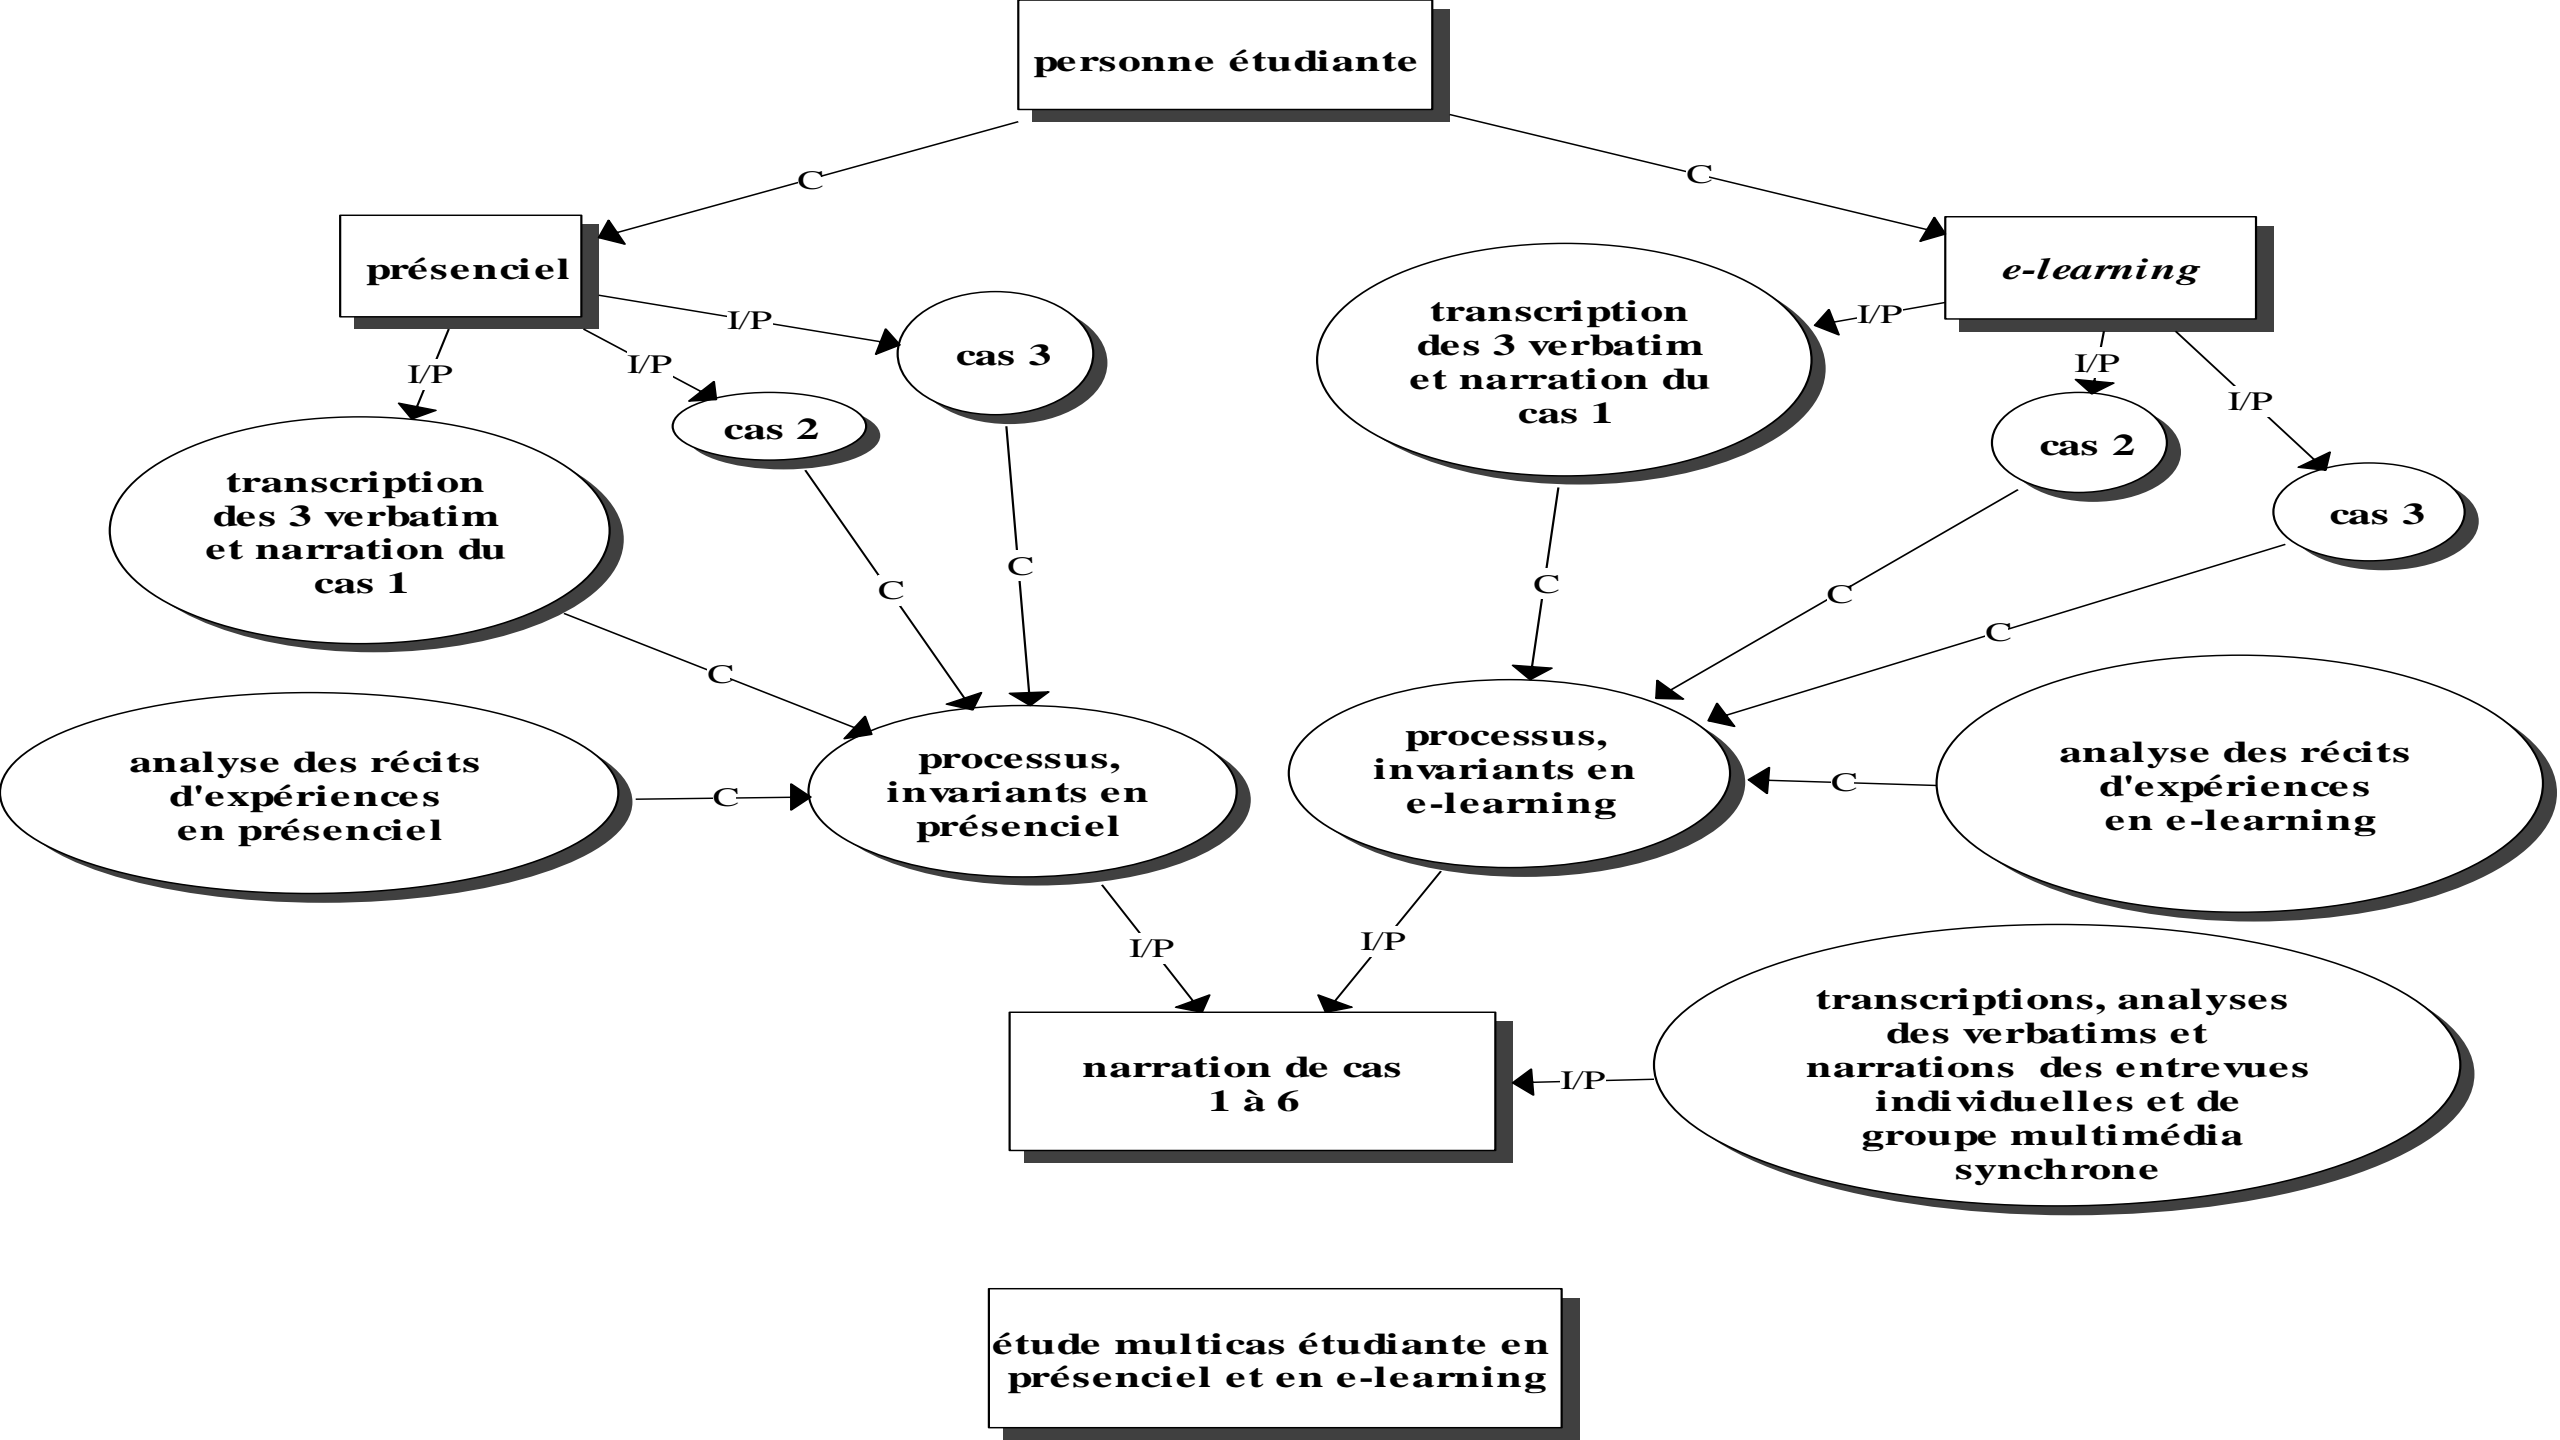 personne étudiante
C
C
présenciel
e-learning
I/P
I/P
I/P
I/P
I/P
I/P
cas 3
transcription
des 3 verbatim
et narration du
cas 1
cas 2
cas 2
cas 3
transcription
des 3 verbatim
et narration du
cas 1
C
C
C
C
C
C
analyse des récits
d'expériences
en présenciel
C
processus,
invariants en
présenciel
processus,
invariants en
e-learning
C
analyse des récits
d'expériences
en e-learning
I/P
I/P
narration de cas
1 à 6
I/P
transcriptions, analyses
des verbatims et
narrations des entrevues
individuelles et de
groupe multimédia
synchrone
étude multicas étudiante en
présenciel et en e-learning